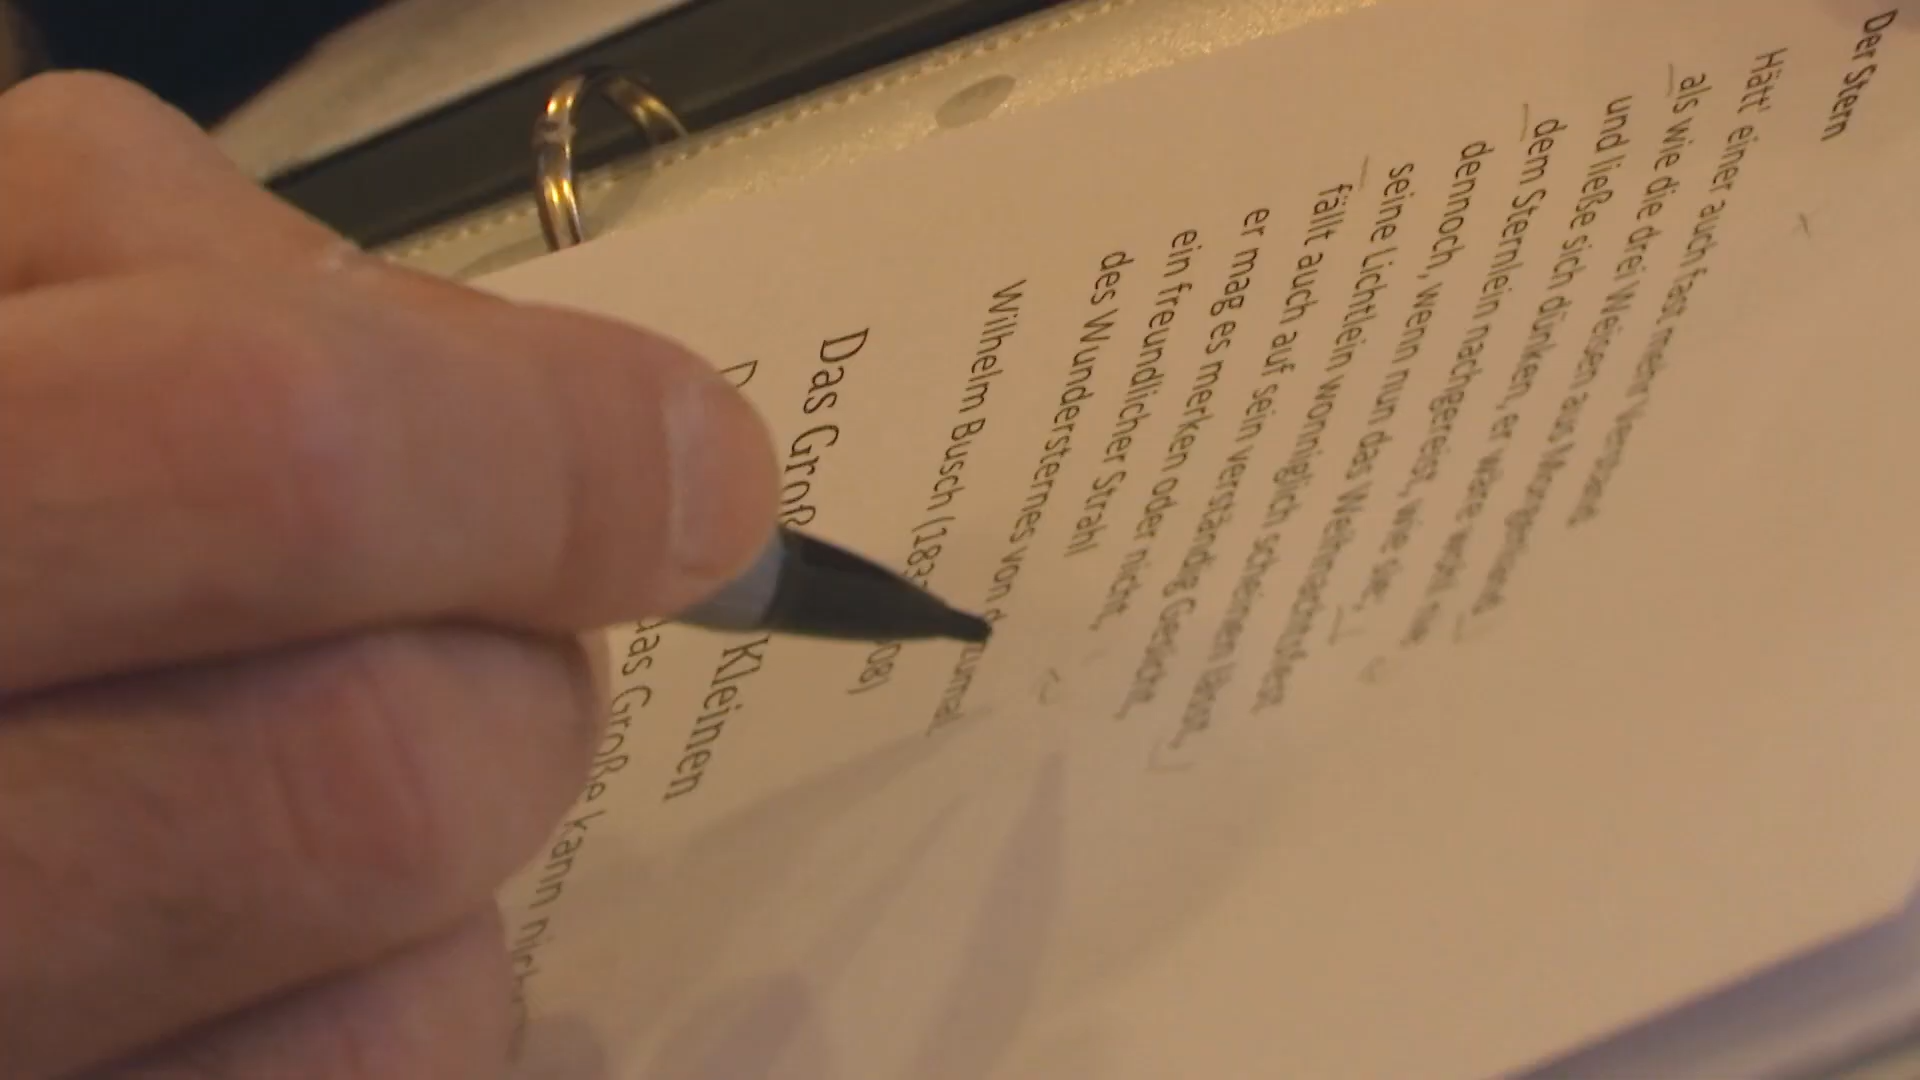 Der Stern
Hätt' einer auch fast mehr Verstand
als wie die drei Weisen aus Morgenland
und ließe sich dünken, er wäre wohl nie
dem Sternlein nachgereist, wie sie;
dennoch, wenn nun das Weihnachtsfest
seine Lichtlein wonniglich scheinen lässt,
fällt auch auf sein verständig Gesicht,
er mag es merken oder nicht,
ein freundlicher Strahl
des Wundersternes von d
Wilhelm Busch (183 08)
Das Groß Kleinen
das Große kann